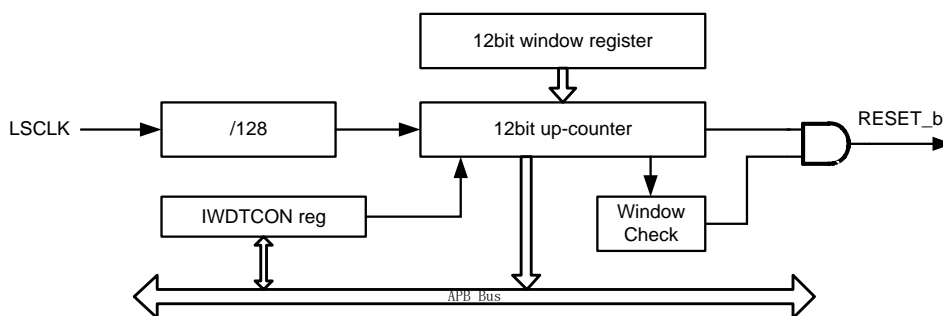 12bit window register
LSCLK
/128
12bit up-counter
RESET_b
IWDTCON reg
Window
Check
APB Bus